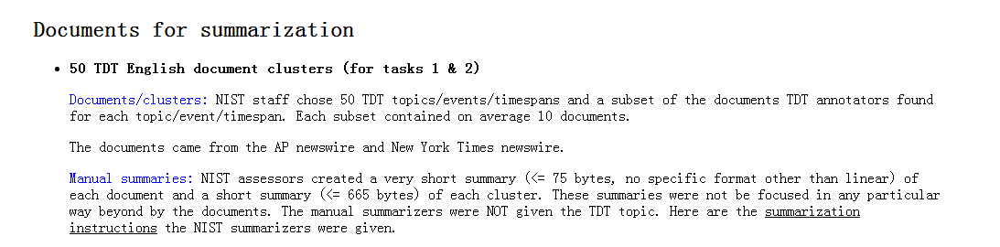 Documents for summarization
• 50 TDT English document clusters (for tasks 1 & 2)
Documents/clusters: NIST staff chose 50 TDT topics/events/timespans and a subset of the documents TDT annotators found
for each topic/event/timespan. Each subset contained on average 10 documents.
The documents came from the AP newswire and New York Times newswire.
Manual summaries: NIST assessors created a very short summary (<= 75 bytes, no specific format other than linear) of
each document and a short summary (<= 665 bytes) of each cluster. These summaries were not be focused in any particular
way beyond by the documents. The manual summarizers were NOT given the TDT topic. Here are the summarization
instructions the NIST summarizers were given.